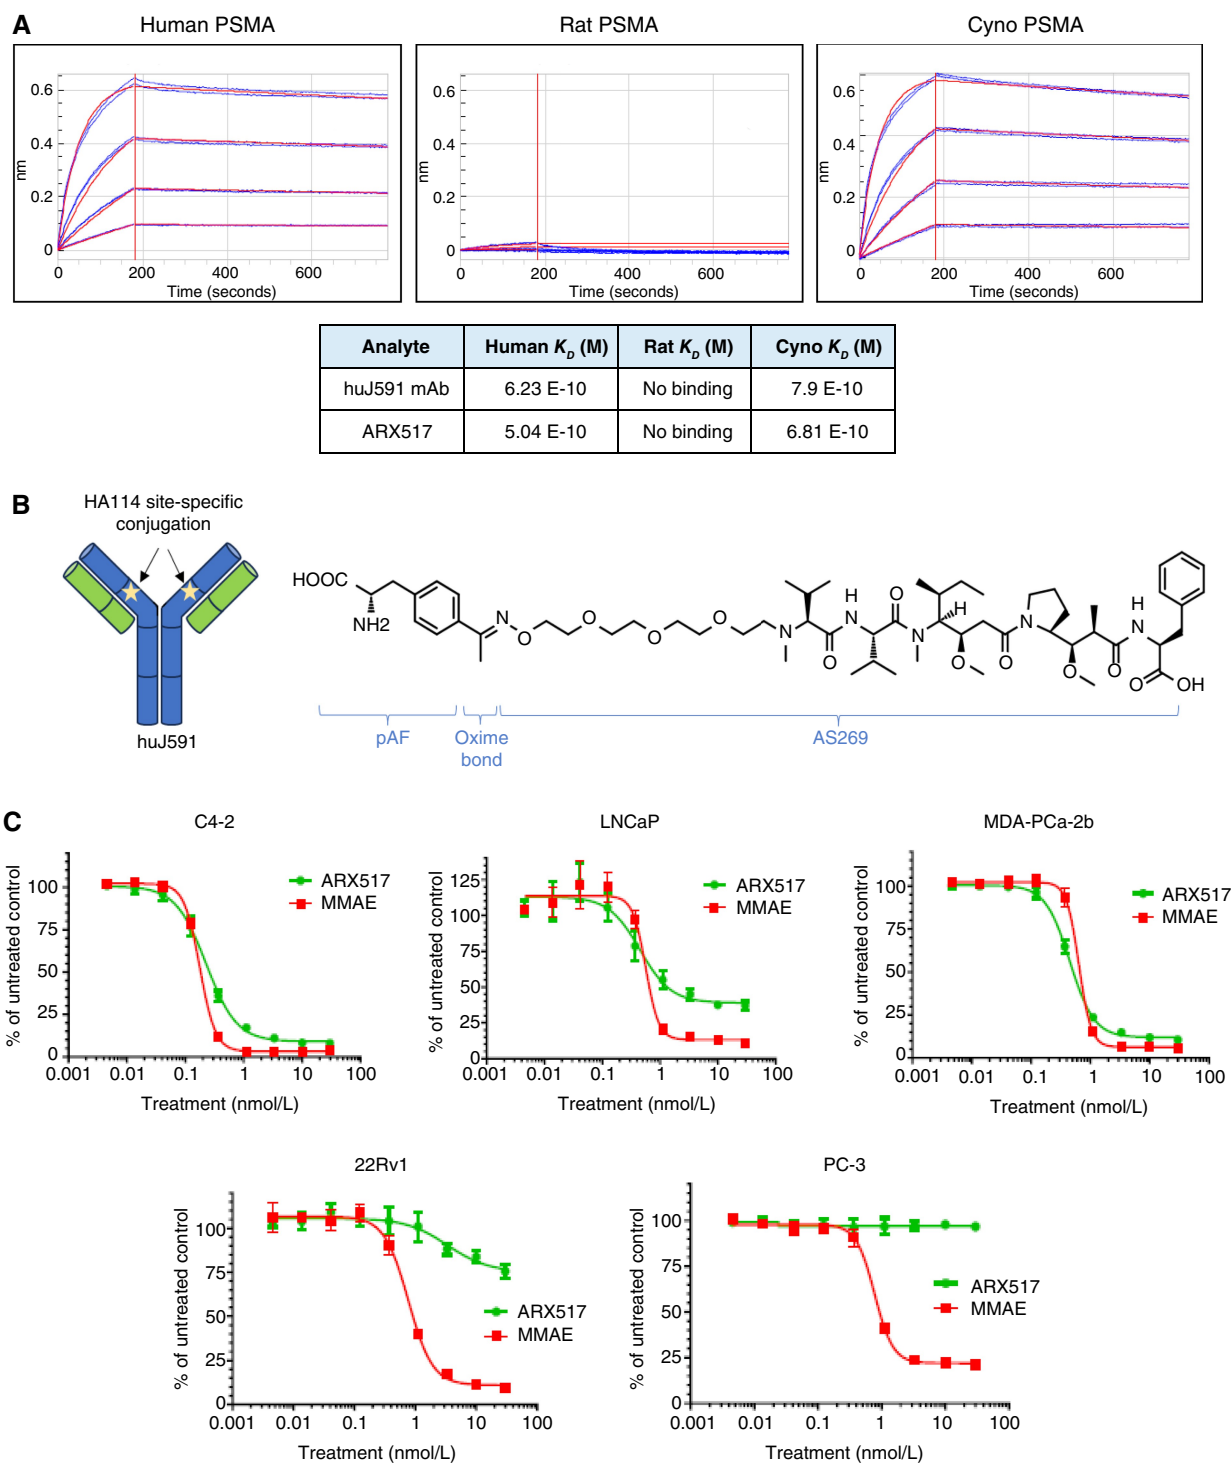 A
Human PSMA
Rat PSMA
Cyno PSMA
nm
0.6
0.4
0.2
0
0 200 400 600
Time (seconds)
nm
0.6
0.4
0.2
0
0 200 400 600
Time (seconds)
nm
0.6
0.4
0.2
0
0 200 400 600
Time (seconds)
Analyte Human K_D (M) Rat K_D (M) Cyno K_D (M)
huJ591 mAb 6.23 E-10 No binding 7.9 E-10
ARX517 5.04 E-10 No binding 6.81 E-10
B
HA114 site-specific
conjugation
huJ591
HOOC
NH2
N
O
O
O
O
N
O
H
N
O
N
H
O
O
N
O
O
H
N
O
OH
pAF
Oxime
bond
AS269
C
C4-2
% of untreated control
100
75
50
25
0
0.001 0.01 0.1 1 10 100
Treatment (nmol/L)
ARX517
MMAE
LNCaP
% of untreated control
125
100
75
50
25
0
0.001 0.01 0.1 1 10 100
Treatment (nmol/L)
ARX517
MMAE
MDA-PCa-2b
% of untreated control
100
75
50
25
0
0.001 0.01 0.1 1 10 100
Treatment (nmol/L)
ARX517
MMAE
22Rv1
% of untreated control
100
75
50
25
0
0.001 0.01 0.1 1 10 100
Treatment (nmol/L)
ARX517
MMAE
PC-3
% of untreated control
100
75
50
25
0
0.001 0.01 0.1 1 10 100
Treatment (nmol/L)
ARX517
MMAE